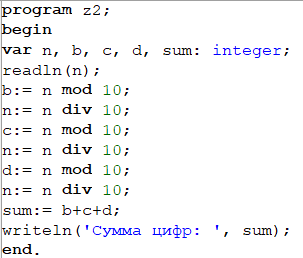 program z2;
begin
var n, b, c, d, sum: integer;
readln(n);
b:= n mod 10;
n:= n div 10;
c:= n mod 10;
n:= n div 10;
d:= n mod 10;
n:= n div 10;
sum:= b+c+d;
writeln('Сумма цифр: ', sum);
end.